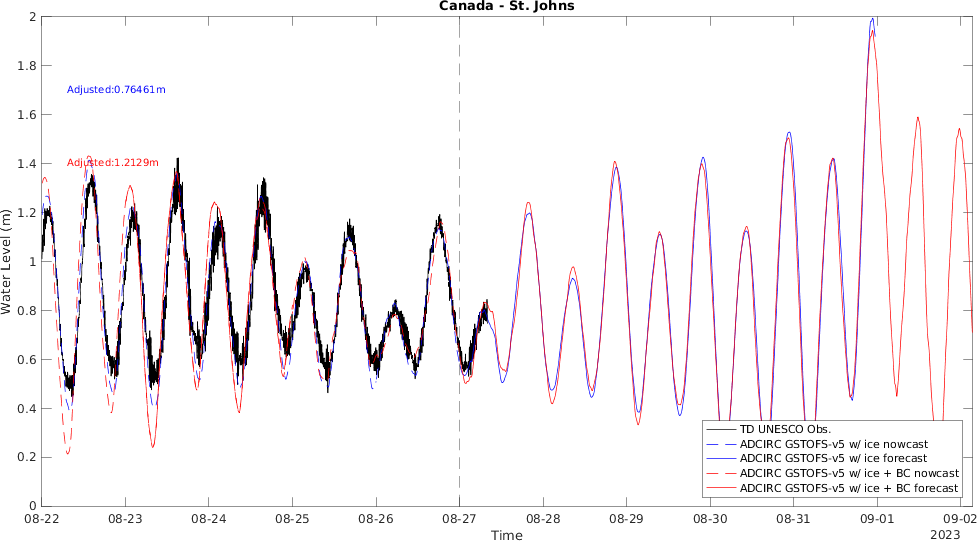 Canada - St. Johns
2
1.8
1.6
1.4
1.2
1
0.8
0.6
0.4
0.2
0
Water Level (m)
Adjusted:0.76461m
Adjusted:1.2129m
TD UNESCO Obs.
ADCIRC GSTOFS-v5 w/ ice nowcast
ADCIRC GSTOFS-v5 w/ ice forecast
ADCIRC GSTOFS-v5 w/ ice + BC nowcast
ADCIRC GSTOFS-v5 w/ ice + BC forecast
08-22 08-23 08-24 08-25 08-26 08-27 08-28 08-29 08-30 08-31 09-01 09-02
Time
2023